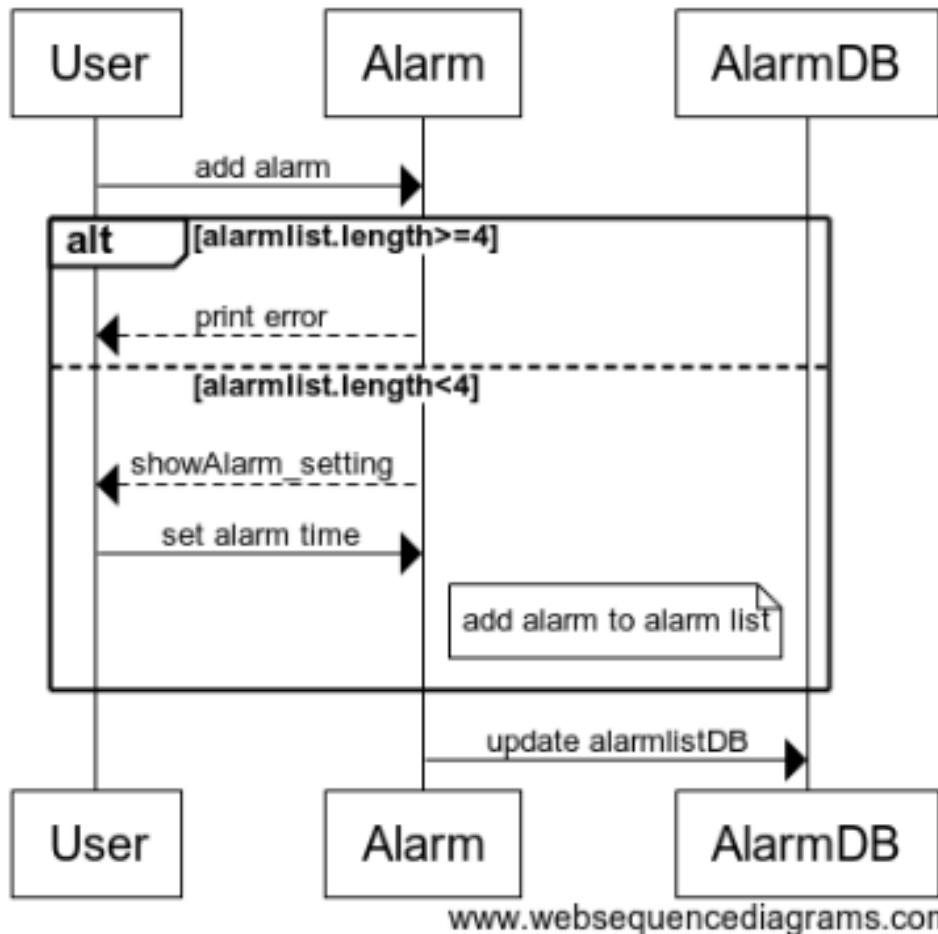 User Alarm AlarmDB
add alarm
alt [alarmlist.length>=4]
print error
[alarmlist.length<4]
showAlarm_setting
set alarm time
add alarm to alarm list
update alarmlistDB
User Alarm AlarmDB
www.websequencediagrams.com